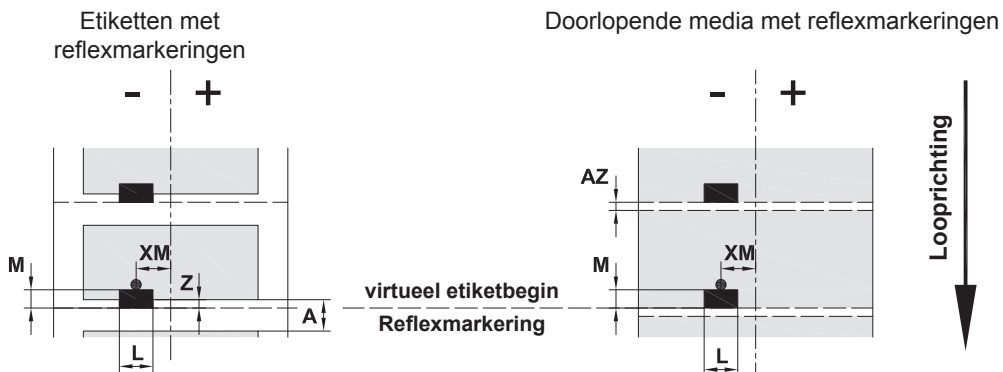 Etiketten met
reflexmarkeringen
Doorlopende media met reflexmarkeringen
- +
- +
Looprichting
AZ
XM
M
Z
A
L
virtueel etiketbegin
Reflexmarkering
XM
M
L